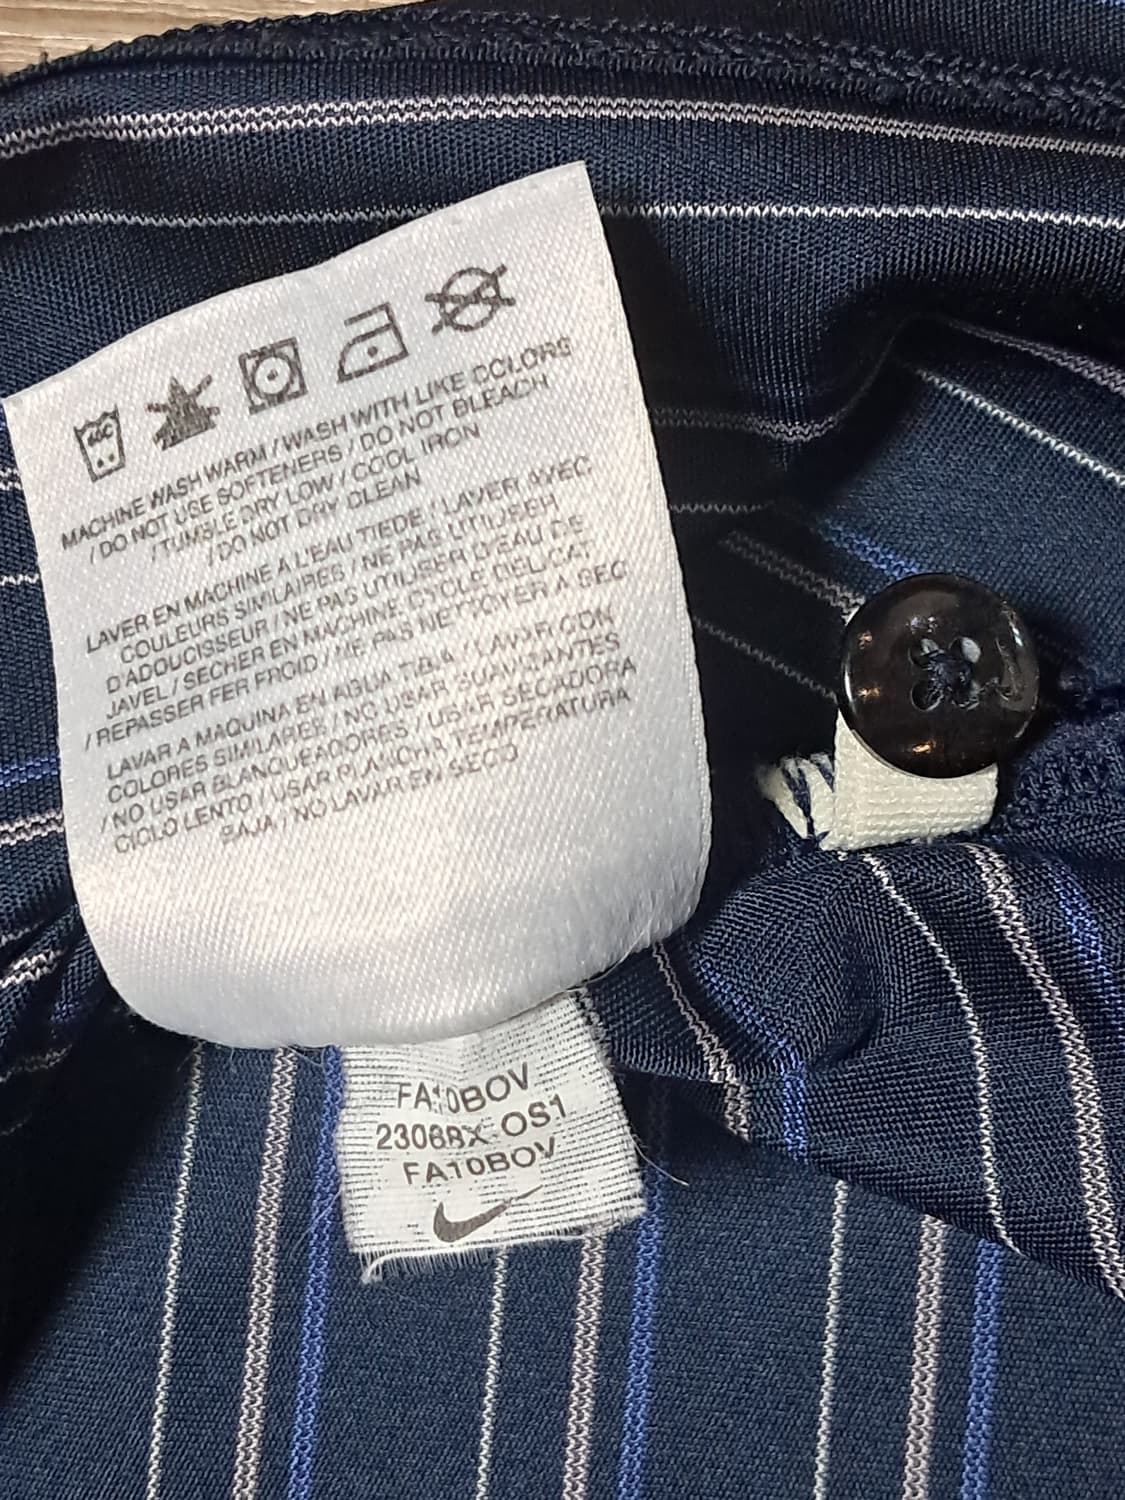 40C
MACHINE WASH WARM / WASH WITH LIKE COLORS
/ DO NOT USE SOFTENERS / DO NOT BLEACH
/ TUMBLE DRY LOW / COOL IRON
/ DO NOT DRY CLEAN
LAVER EN MACHINE A L'EAU TIEDE / LAVER AVEC
COULEURS SIMILAIRES / NE PAS UTILISER
D'ADOUCISSEUR / NE PAS UTILISER D'EAU DE
JAVEL / SECHER EN MACHINE CYCLE DELICAT
/ REPASSER FER FROID / NE PAS NETTOYER A SEC
LAVAR A MAQUINA EN AGUA TIBIA / LAVAR CON
COLORES SIMILARES / NO USAR SUAVIZANTES
/ NO USAR BLANQUEADORES / USAR SECADORA
CICLO LENTO / USAR PLANCHA TEMPERATURA
BAJA / NO LAVAR EN SECO
FA10BOV
230688X OS1
FA10BOV